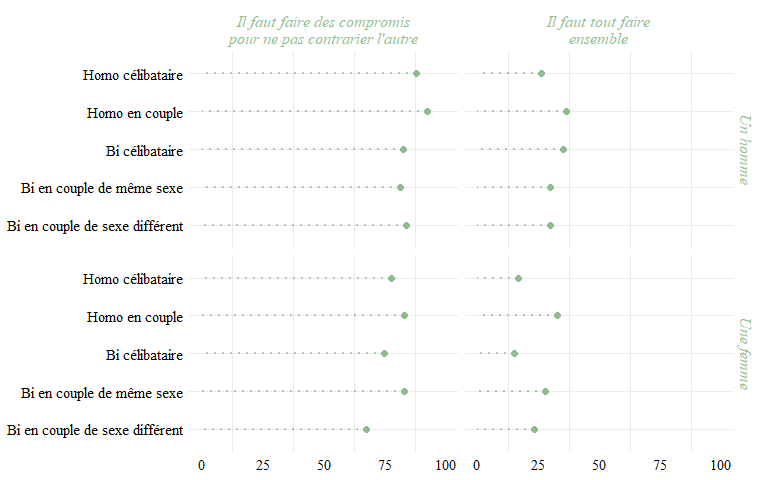 Il faut faire des compromis
pour ne pas contrarier l'autre
Il faut tout faire
ensemble
Homo célibataire
Homo en couple
Bi célibataire
Bi en couple de même sexe
Bi en couple de sexe différent
Un homme
Homo célibataire
Homo en couple
Bi célibataire
Bi en couple de même sexe
Bi en couple de sexe différent
Une femme
0 25 50 75 100 0 25 50 75 100